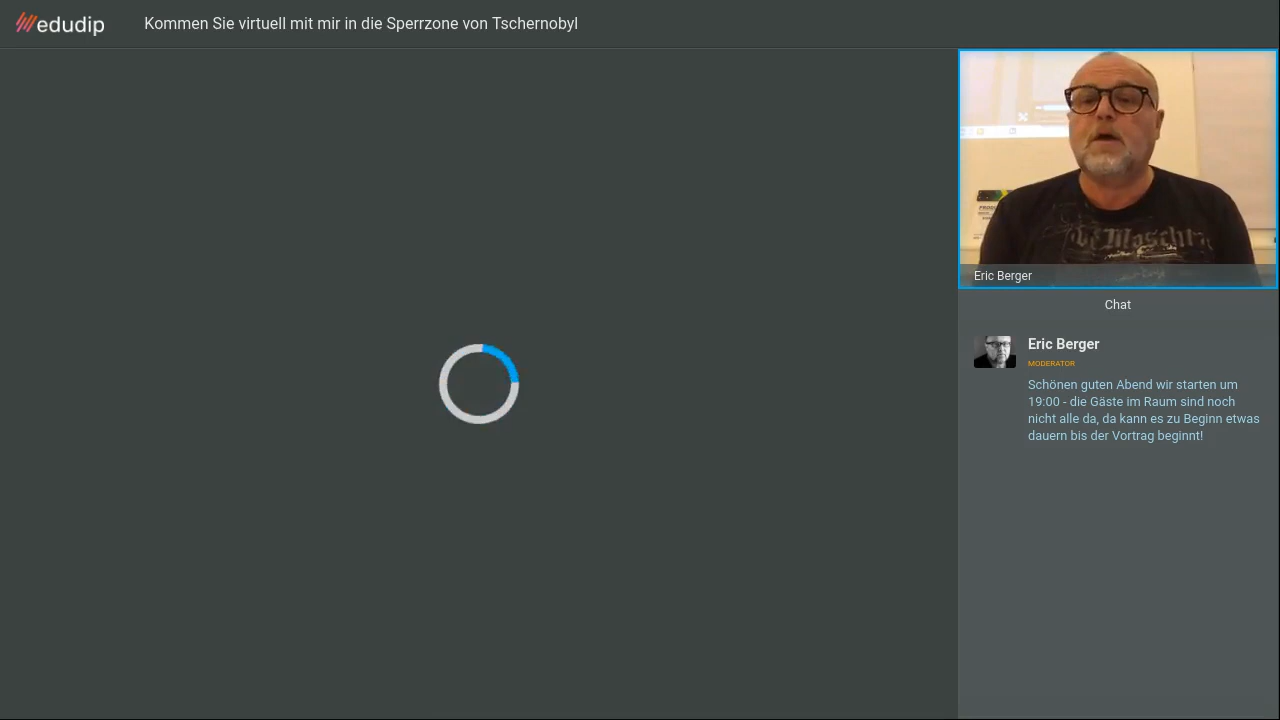 edudip
Kommen Sie virtuell mit mir in die Sperrzone von Tschernobyl
Eric Berger
Chat
Eric Berger
MODERATOR
Schönen guten Abend wir starten um
19:00 - die Gäste im Raum sind noch
nicht alle da, da kann es zu Beginn etwas
dauern bis der Vortrag beginnt!